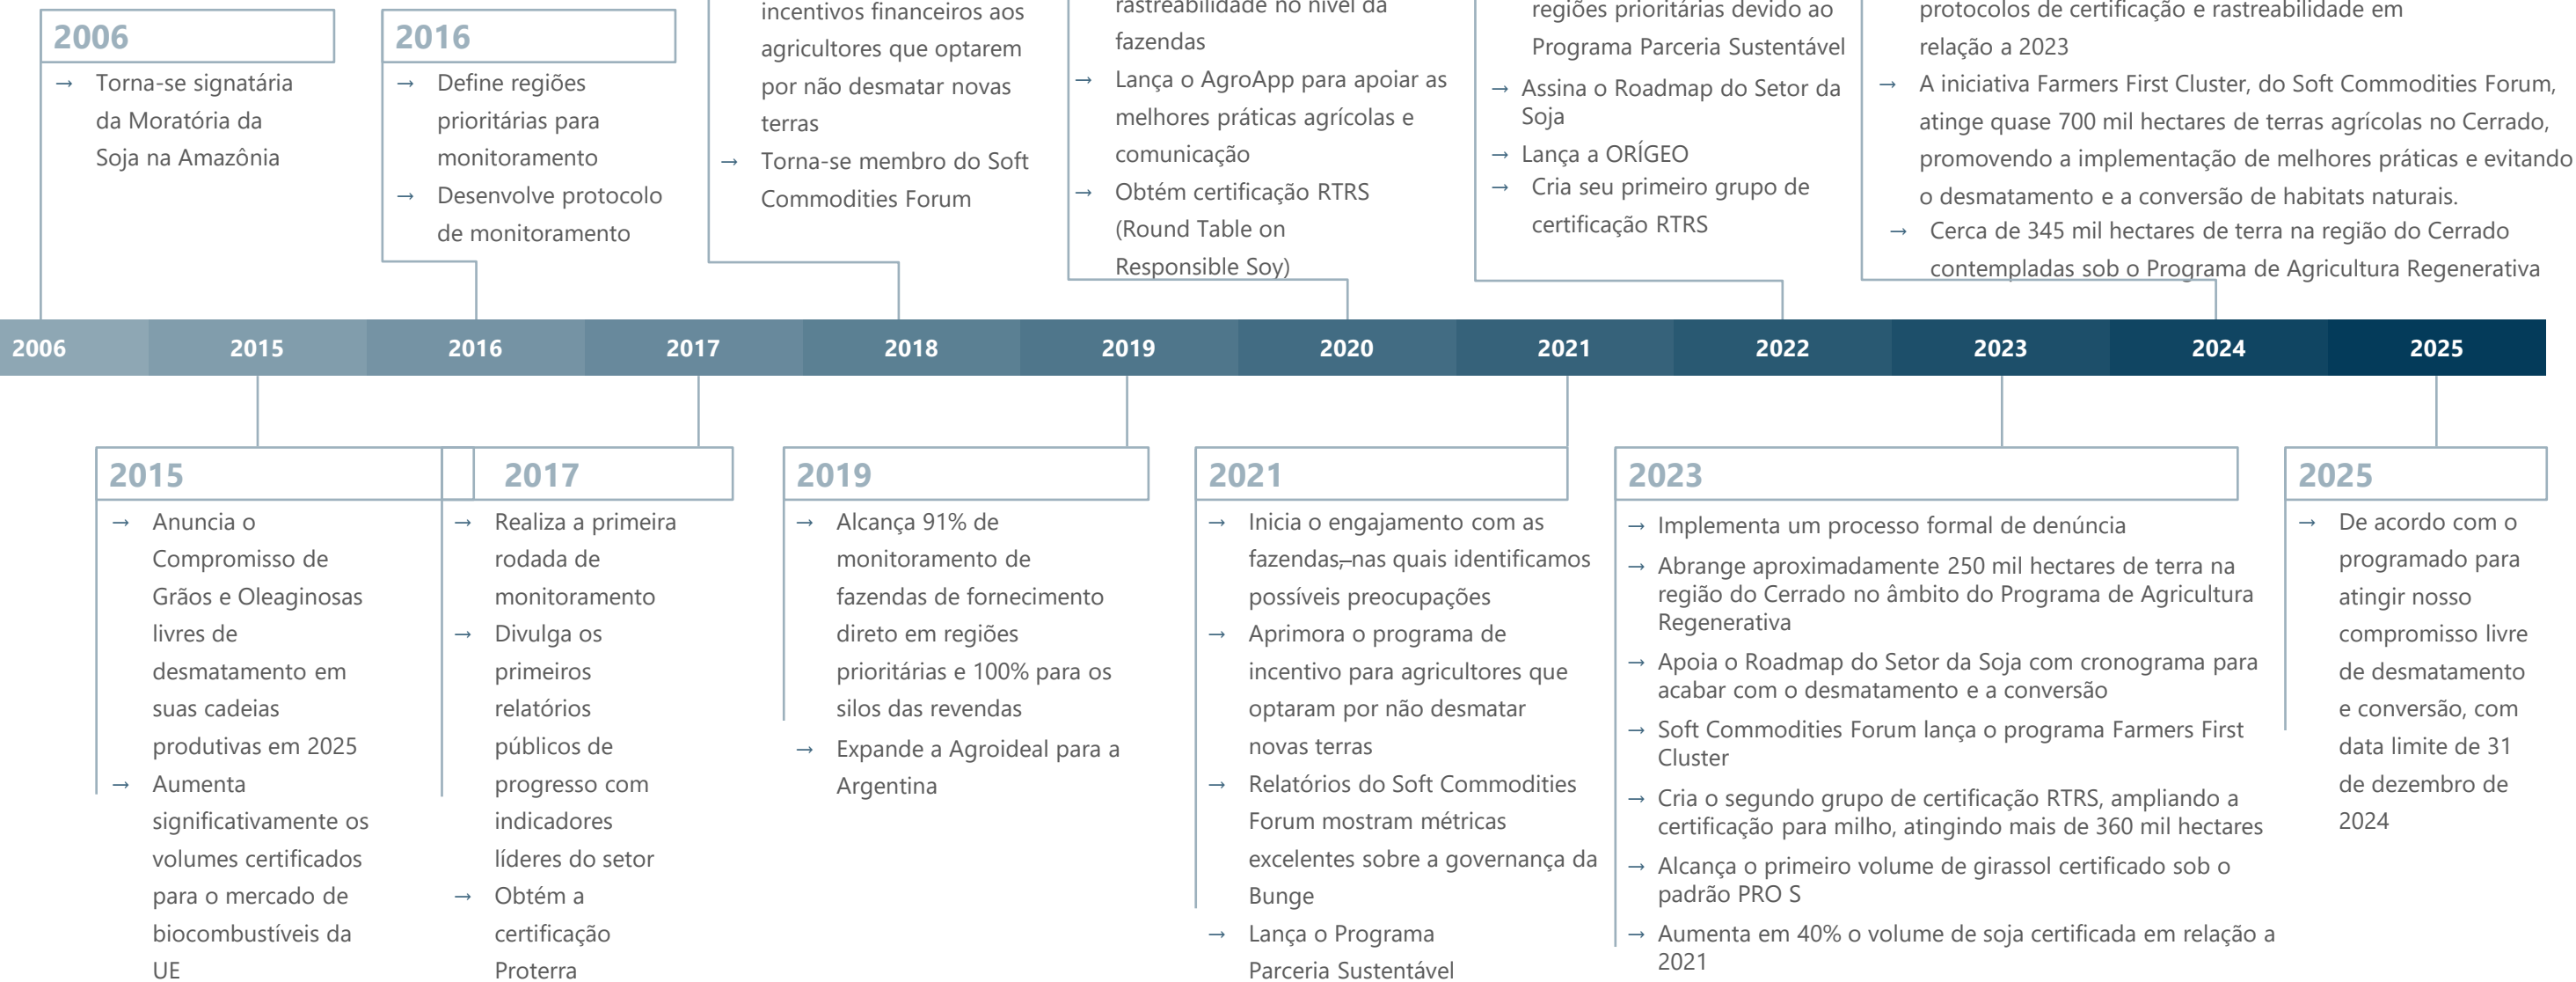 2006
→ Torna-se signatária
da Moratória da
Soja na Amazônia
2016
→ Define regiões
prioritárias para
monitoramento
→ Desenvolve protocolo
de monitoramento
incentivos financeiros aos
agricultores que optarem
por não desmatar novas
terras
→ Torna-se membro do Soft
Commodities Forum
rastreabilidade no nível da
fazendas
→ Lança o AgroApp para apoiar as
melhores práticas agrícolas e
comunicação
→ Obtém certificação RTRS
(Round Table on
Responsible Soy)
regiões prioritárias devido ao
Programa Parceria Sustentável
→ Assina o Roadmap do Setor da
Soja
→ Lança a ORÍGEO
→ Cria seu primeiro grupo de
certificação RTRS
protocolos de certificação e rastreabilidade em
relação a 2023
→ A iniciativa Farmers First Cluster, do Soft Commodities Forum,
atinge quase 700 mil hectares de terras agrícolas no Cerrado,
promovendo a implementação de melhores práticas e evitando
o desmatamento e a conversão de habitats naturais.
→ Cerca de 345 mil hectares de terra na região do Cerrado
contempladas sob o Programa de Agricultura Regenerativa
2006 2015 2016 2017 2018 2019 2020 2021 2022 2023 2024 2025
2015
→ Anuncia o
Compromisso de
Grãos e Oleaginosas
livres de
desmatamento em
suas cadeias
produtivas em 2025
→ Aumenta
significativamente os
volumes certificados
para o mercado de
biocombustíveis da
UE
2017
→ Realiza a primeira
rodada de
monitoramento
→ Divulga os
primeiros
relatórios
públicos de
progresso com
indicadores
líderes do setor
→ Obtém a
certificação
Proterra
2019
→ Alcança 91% de
monitoramento de
fazendas de fornecimento
direto em regiões
prioritárias e 100% para os
silos das revendas
→ Expande a Agroideal para a
Argentina
2021
→ Inicia o engajamento com as
fazendas,–nas quais identificamos
possíveis preocupações
→ Aprimora o programa de
incentivo para agricultores que
optaram por não desmatar
novas terras
→ Relatórios do Soft Commodities
Forum mostram métricas
excelentes sobre a governança da
Bunge
→ Lança o Programa
Parceria Sustentável
2023
→ Implementa um processo formal de denúncia
→ Abrange aproximadamente 250 mil hectares de terra na
região do Cerrado no âmbito do Programa de Agricultura
Regenerativa
→ Apoia o Roadmap do Setor da Soja com cronograma para
acabar com o desmatamento e a conversão
→ Soft Commodities Forum lança o programa Farmers First
Cluster
→ Cria o segundo grupo de certificação RTRS, ampliando a
certificação para milho, atingindo mais de 360 mil hectares
→ Alcança o primeiro volume de girassol certificado sob o
padrão PRO S
→ Aumenta em 40% o volume de soja certificada em relação a
2021
2025
→ De acordo com o
programado para
atingir nosso
compromisso livre
de desmatamento
e conversão, com
data limite de 31
de dezembro de
2024